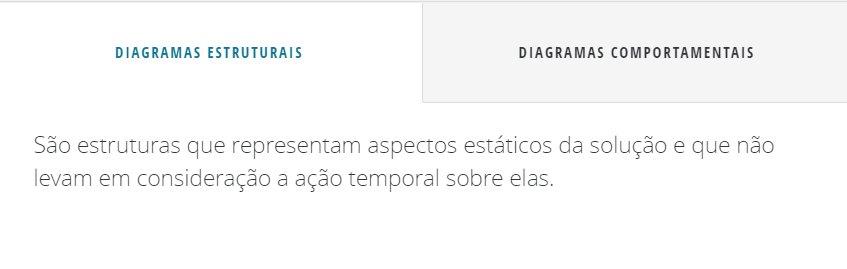 DIAGRAMAS ESTRUTURAIS
DIAGRAMAS COMPORTAMENTAIS
São estruturas que representam aspectos estáticos da solução e que não
levam em consideração a ação temporal sobre elas.